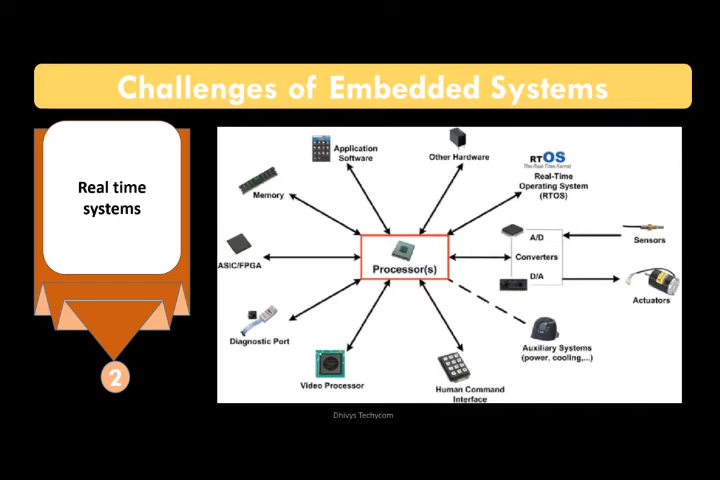 Challenges of Embedded Systems
Real time
systems
2
Application
Software
Other Hardware
RTOS
The Real-Time Kernel
Real-Time
Operating System
(RTOS)
Memory
A/D
Converters
D/A
Sensors
Actuators
ASIC/FPGA
Processor(s)
Diagnostic Port
Video Processor
Human Command
Interface
Auxiliary Systems
(power, cooling,...)
Dhivys Techycom